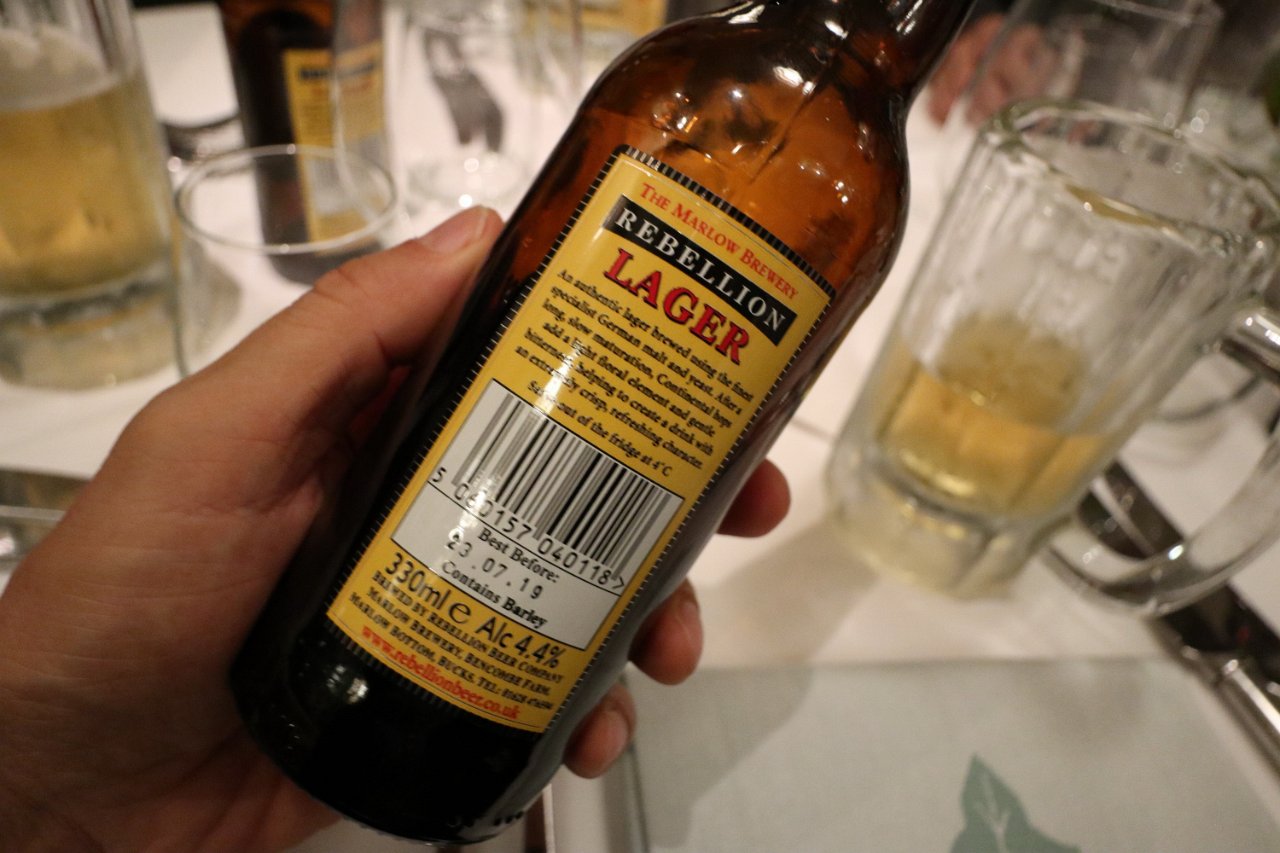 THE MARLOW BREWERY
REBELLION
LAGER
An authentic lager brewed using the finest
specialist German malt and yeast. After a
long, slow maturation, Continental hops
add a light floral element and gentle,
bitterness, helping to create a drink with
an extremely crisp, refreshing character.
out of the fridge at 4°C
5 060157 040118 >
Best Before:
23.07.19
Contains Barley
330ml e Alc 4.4%
BREWED BY REBELLION BEER COMPANY
MARLOW BREWERY, BENCOMBE FARM,
MARLOW BOTTOM, BUCKS. TEL: 01628
www.rebellionbeer.co.uk